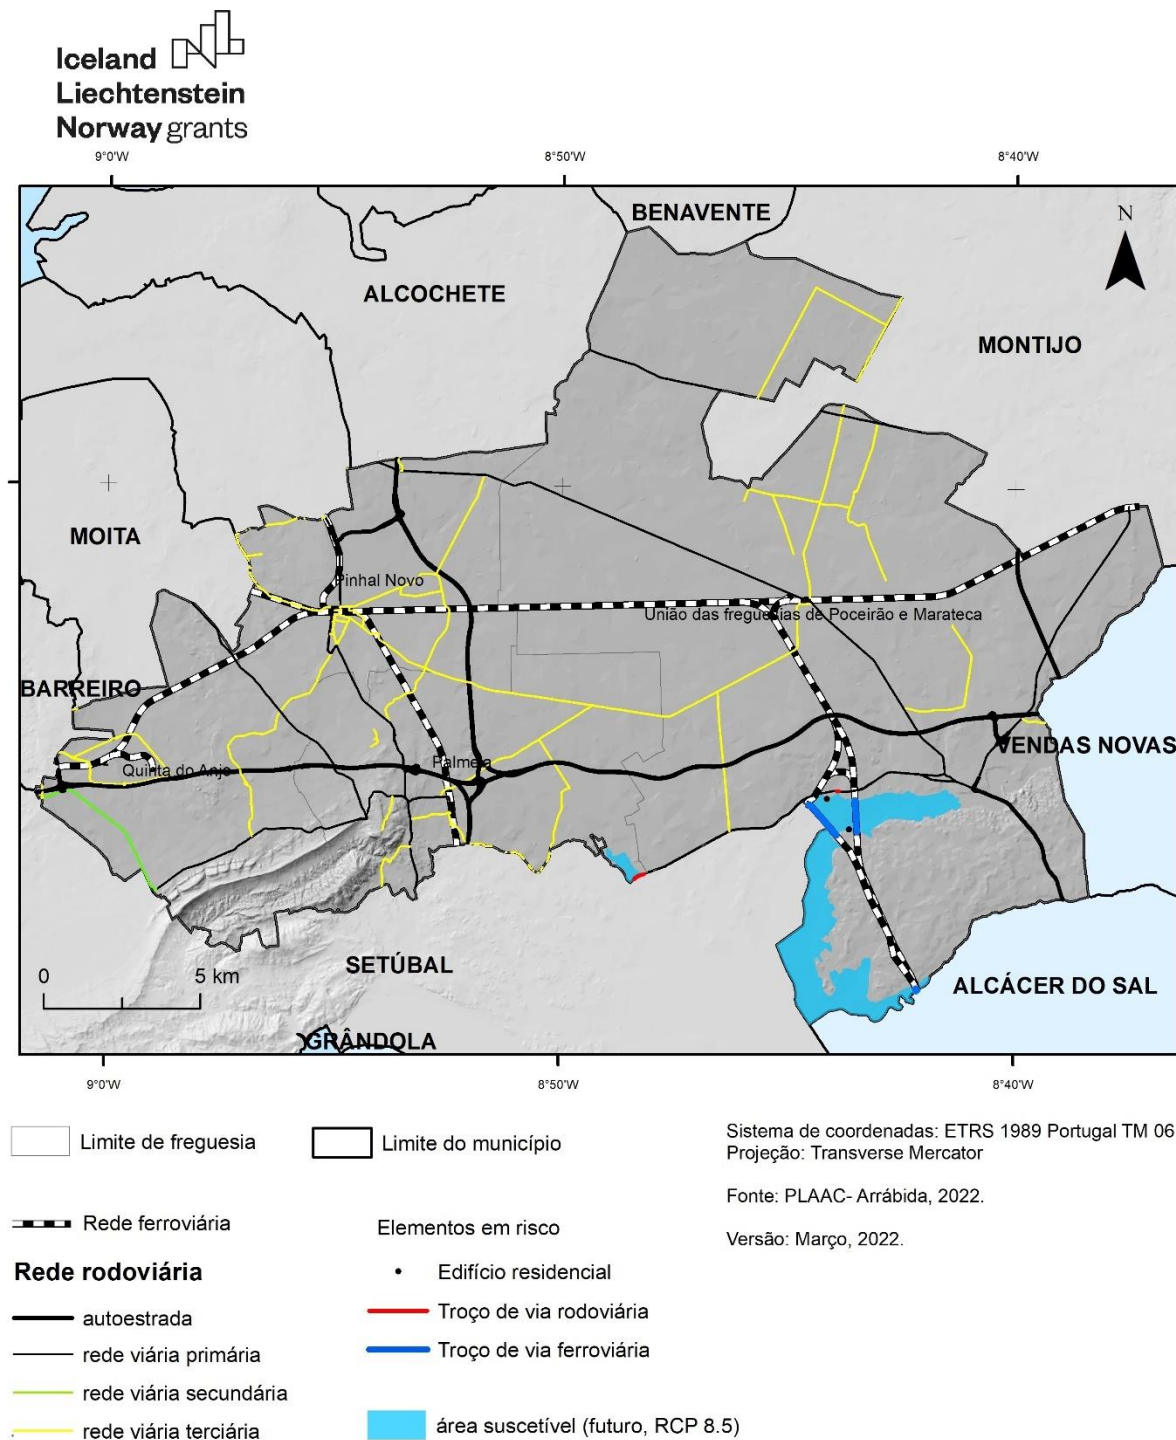 Iceland
Liechtenstein
Norway grants
9°0'W
8°50'W
8°40'W
BENAVENTE
N
ALCOCHETE
MONTIJO
MOITA
Pinhal Novo
União das freguesias de Poceirão e Marateca
BARREIRO
VENDAS NOVAS
Palmela
Quinta do Anjo
SETÚBAL
0
5 km
ALCÁCER DO SAL
GRÂNDOLA
9°0'W
8°50'W
8°40'W
Limite de freguesia
Limite do município
Sistema de coordenadas: ETRS 1989 Portugal TM 06
Projeção: Transverse Mercator
Fonte: PLAAC- Arrábida, 2022.
Versão: Março, 2022.
Rede ferroviária
Rede rodoviária
autoestrada
rede viária primária
rede viária secundária
rede viária terciária
Elementos em risco
Edifício residencial
Troço de via rodoviária
Troço de via ferroviária
área suscetível (futuro, RCP 8.5)